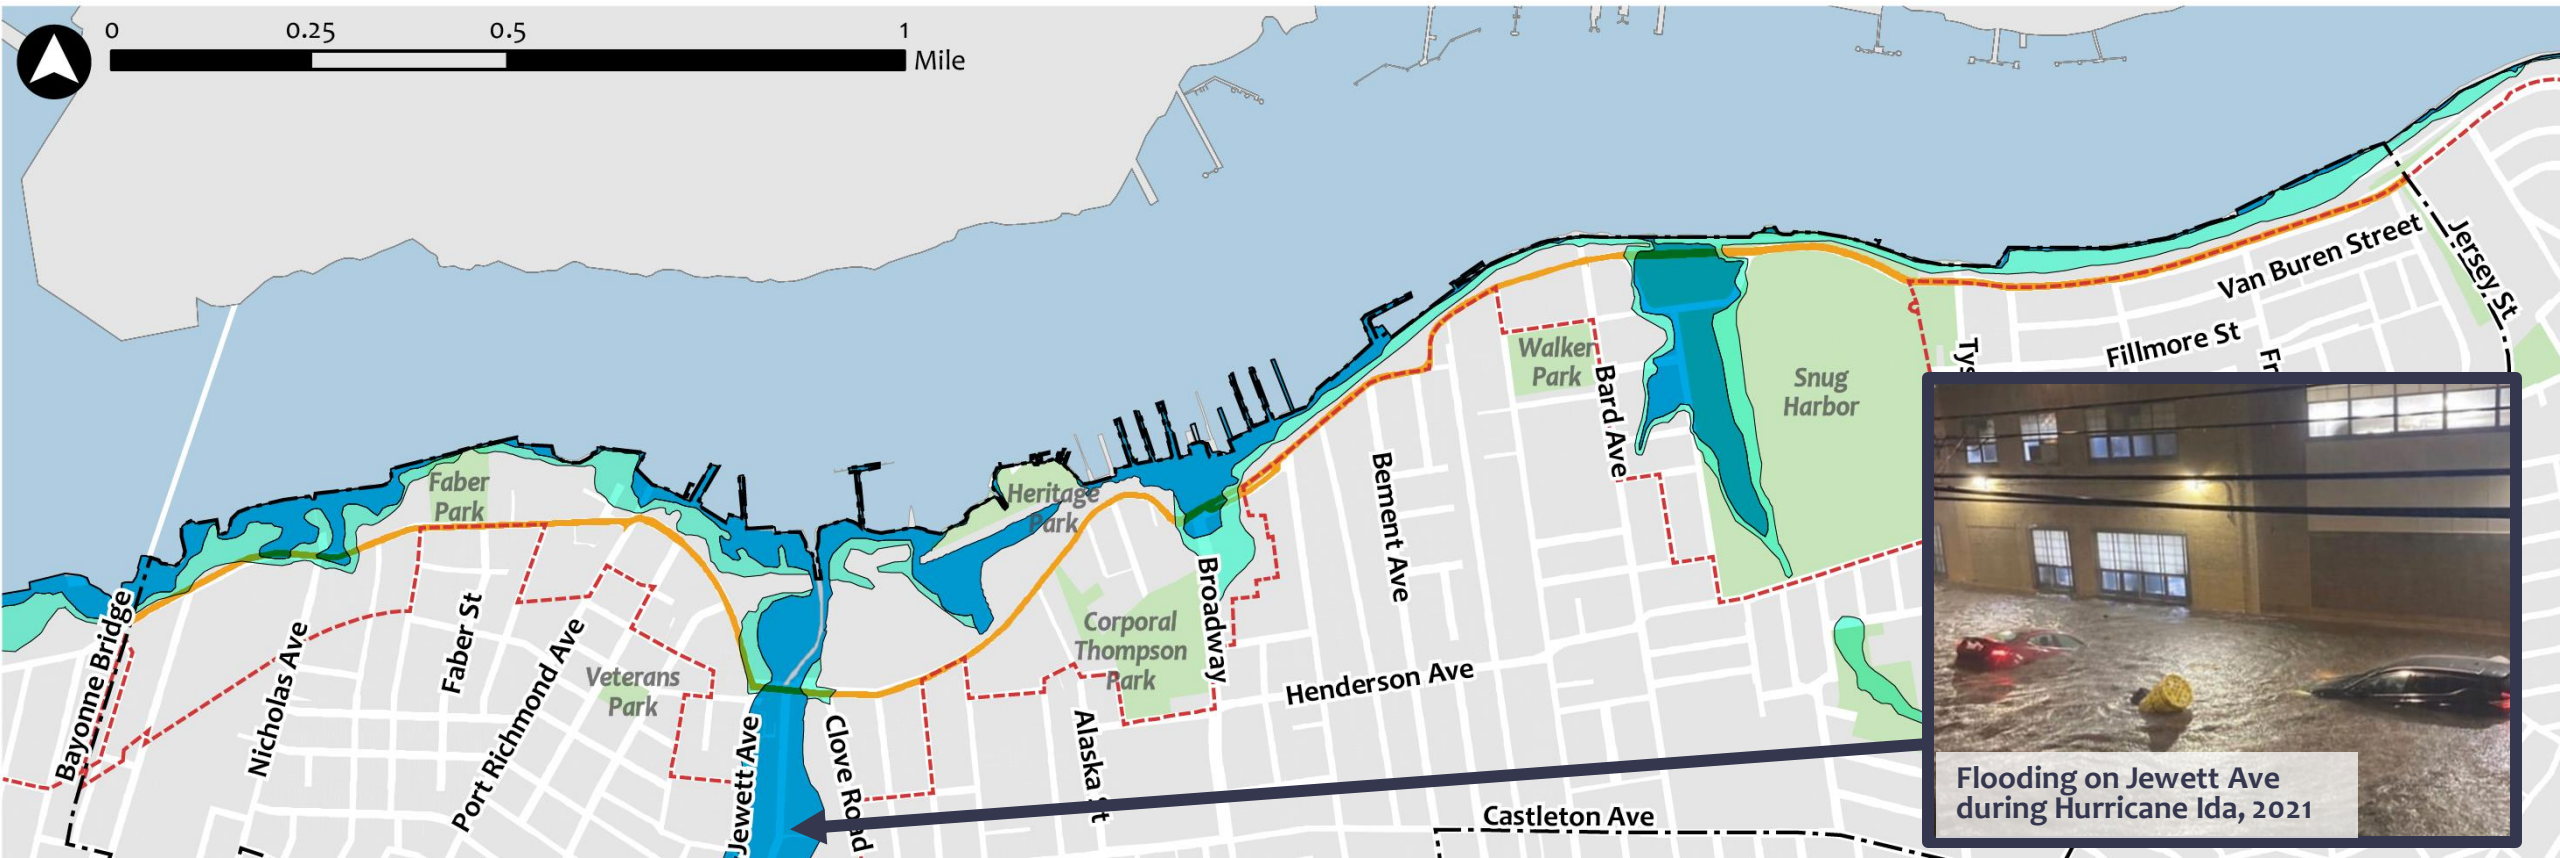 0 0.25 0.5 1
Mile
Faber
Park
Heritage
Park
Walker
Park
Bard Ave
Snug
Harbor
Van Buren Street
Jersey St
Fillmore St
Bayonne Bridge
Nicholas Ave
Faber St
Port Richmond Ave
Veterans
Park
Jewett Ave
Clove Road
Alaska St
Corporal
Thompson
Park
Broadway
Bement Ave
Henderson Ave
Castleton Ave
Flooding on Jewett Ave
during Hurricane Ida, 2021